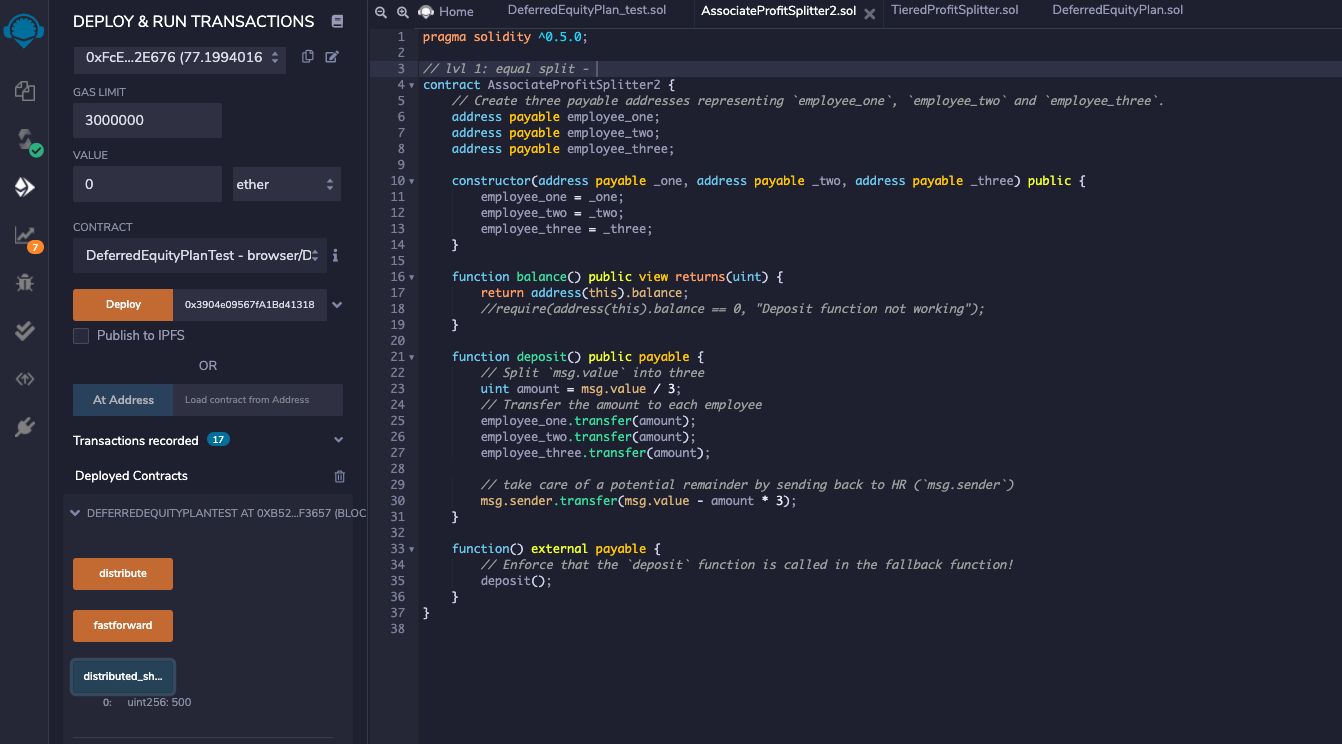 DEPLOY & RUN TRANSACTIONS
0xFcE...2E676 (77.1994016
GAS LIMIT
3000000
VALUE
0
ether
CONTRACT
DeferredEquityPlanTest - browser/D
Deploy
0x3904e09567fA1Bd41318
Publish to IPFS
OR
At Address
Load contract from Address
Transactions recorded 17
Deployed Contracts
DEFERREDEQUITYPLANTEST AT 0XB52...F3657 (BLOC
distribute
fastforward
distributed_sh...
0: uint256: 500
7
Home
DeferredEquityPlan_test.sol
AssociateProfitSplitter2.sol
TieredProfitSplitter.sol
DeferredEquityPlan.sol
1 pragma solidity ^0.5.0;
2
3 // lvl 1: equal split -
4 contract AssociateProfitSplitter2 {
5 // Create three payable addresses representing `employee_one`, `employee_two` and `employee_three`.
6 address payable employee_one;
7 address payable employee_two;
8 address payable employee_three;
9
10 constructor(address payable _one, address payable _two, address payable _three) public {
11 employee_one = _one;
12 employee_two = _two;
13 employee_three = _three;
14 }
15
16 function balance() public view returns(uint) {
17 return address(this).balance;
18 //require(address(this).balance == 0, "Deposit function not working");
19 }
20
21 function deposit() public payable {
22 // Split `msg.value` into three
23 uint amount = msg.value / 3;
24 // Transfer the amount to each employee
25 employee_one.transfer(amount);
26 employee_two.transfer(amount);
27 employee_three.transfer(amount);
28
29 // take care of a potential remainder by sending back to HR (`msg.sender`)
30 msg.sender.transfer(msg.value - amount * 3);
31 }
32
33 function() external payable {
34 // Enforce that the `deposit` function is called in the fallback function!
35 deposit();
36 }
37 }
38